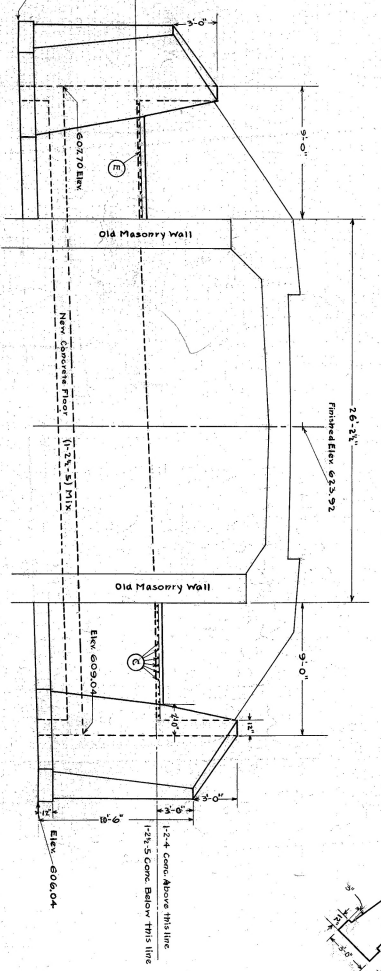 3'-0"
9'-0"
607.70 Elev.
E
Old Masonry Wall
New Concrete Floor (1-2½-5) Mix
26'-2½"
Finished Elev. 623.92
Old Masonry Wall
9'-0"
C
Elev. 609.04
2'-0"
12"
3'-0"
3'-0"
10'-6"
12"
Elev. 606.04
1-2-4 Conc. Above this line
1-2½-5 Conc. Below this line
3'-0"